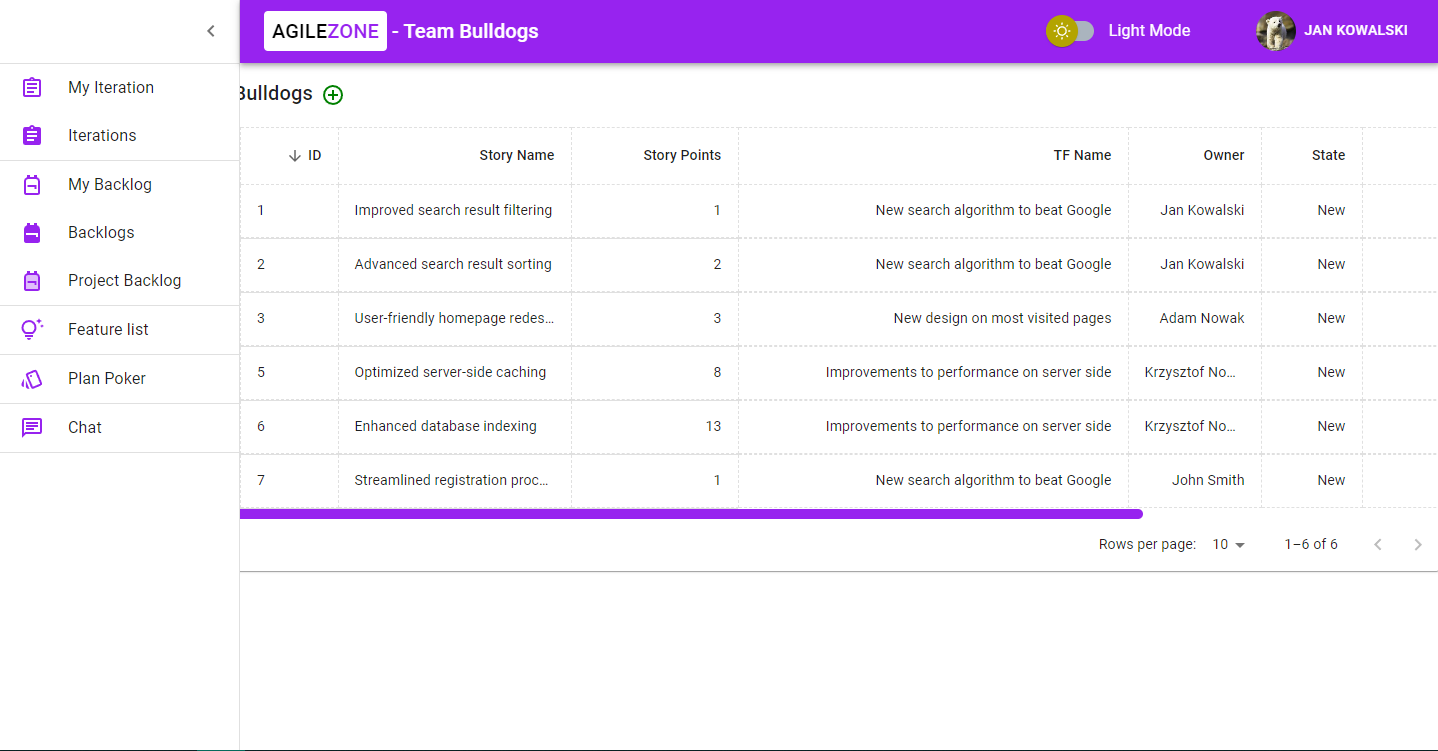 AGILEZONE - Team Bulldogs
Light Mode
JAN KOWALSKI
My Iteration
Iterations
My Backlog
Backlogs
Project Backlog
Feature list
Plan Poker
Chat
Bulldogs
ID Story Name Story Points TF Name Owner State
1 Improved search result filtering 1 New search algorithm to beat Google Jan Kowalski New
2 Advanced search result sorting 2 New search algorithm to beat Google Jan Kowalski New
3 User-friendly homepage redes... 3 New design on most visited pages Adam Nowak New
5 Optimized server-side caching 8 Improvements to performance on server side Krzysztof No... New
6 Enhanced database indexing 13 Improvements to performance on server side Krzysztof No... New
7 Streamlined registration proc... 1 New search algorithm to beat Google John Smith New
Rows per page: 10 1–6 of 6